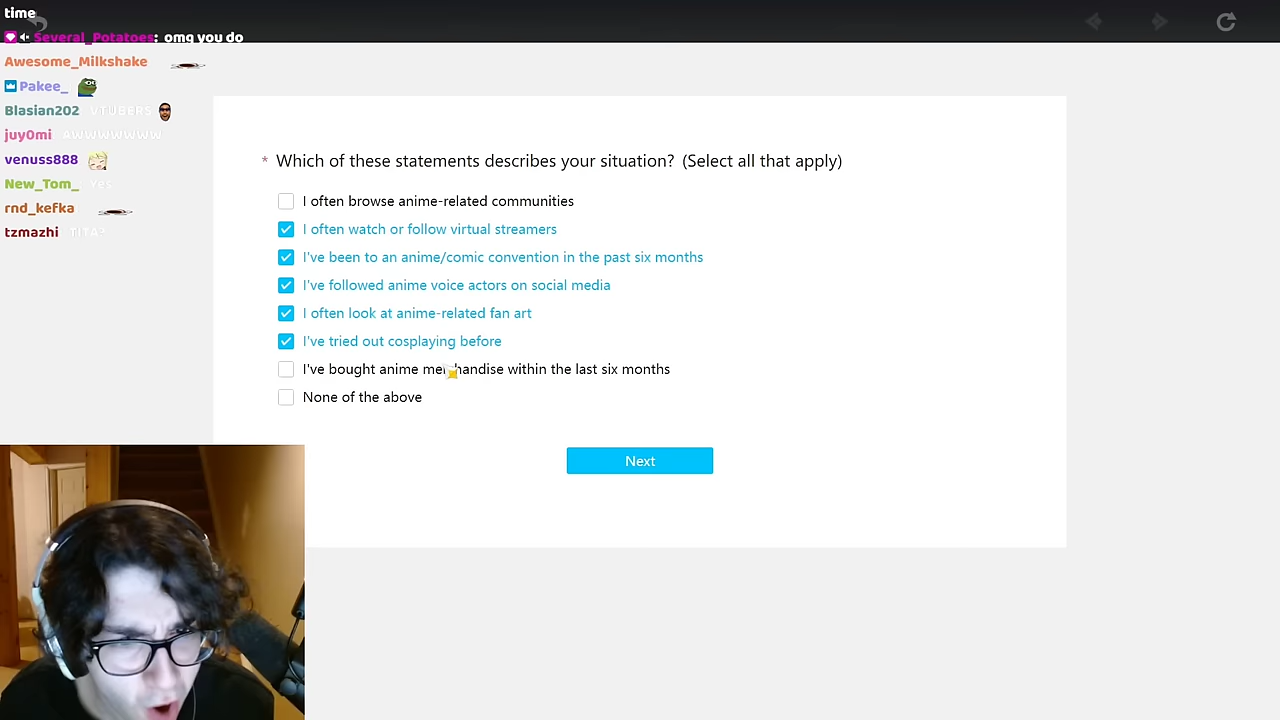 time
Several_Potatoes: omg you do
Awesome_Milkshake
Pakee_
Blasian202 VTUBERS
juy0mi AWWWWWWW
venuss888
New_Tom_ Yes
rnd_kefka
tzmazhi TITA?
* Which of these statements describes your situation? (Select all that apply)
I often browse anime-related communities
I often watch or follow virtual streamers
I've been to an anime/comic convention in the past six months
I've followed anime voice actors on social media
I often look at anime-related fan art
I've tried out cosplaying before
I've bought anime merchandise within the last six months
None of the above
Next